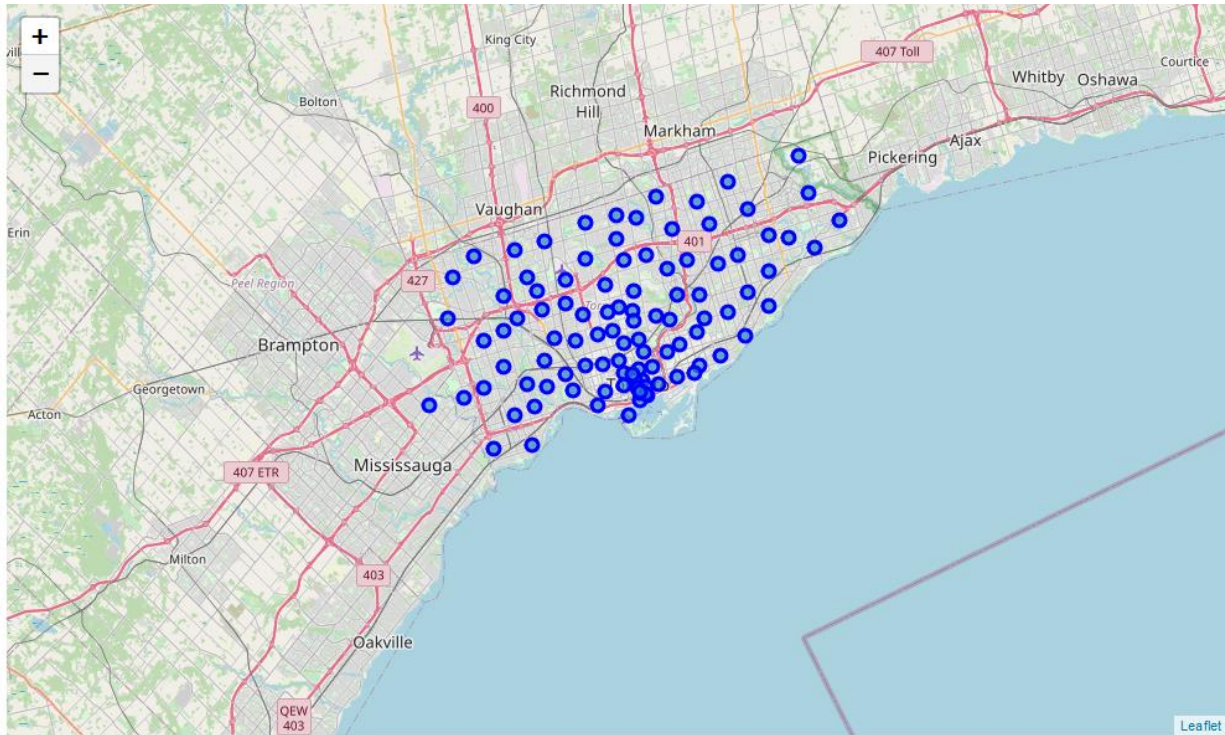 +
−
King City
407 Toll
Courtice
Whitby
Oshawa
Bolton
Richmond
Hill
400
Markham
Ajax
Pickering
Vaughan
Erin
401
427
Peel Region
Brampton
Georgetown
Acton
Mississauga
407 ETR
Milton
403
Oakville
QEW
403
Leaflet